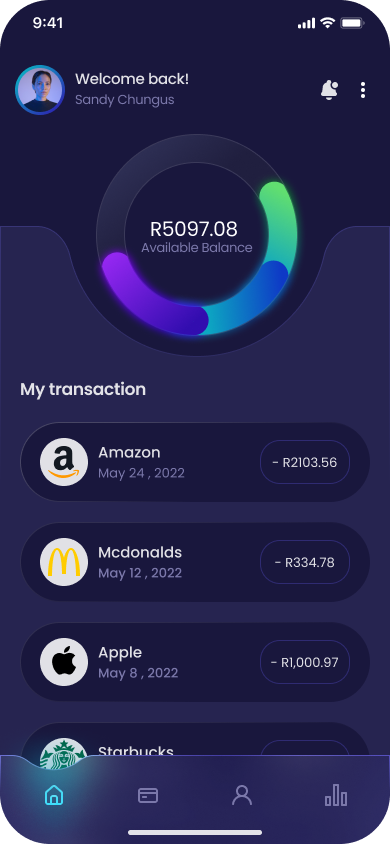 9:41
Welcome back!
Sandy Chungus
R5097.08
Available Balance
My transaction
Amazon
May 24 , 2022
- R2103.56
Mcdonalds
May 12 , 2022
- R334.78
Apple
May 8 , 2022
- R1,000.97
Starbucks